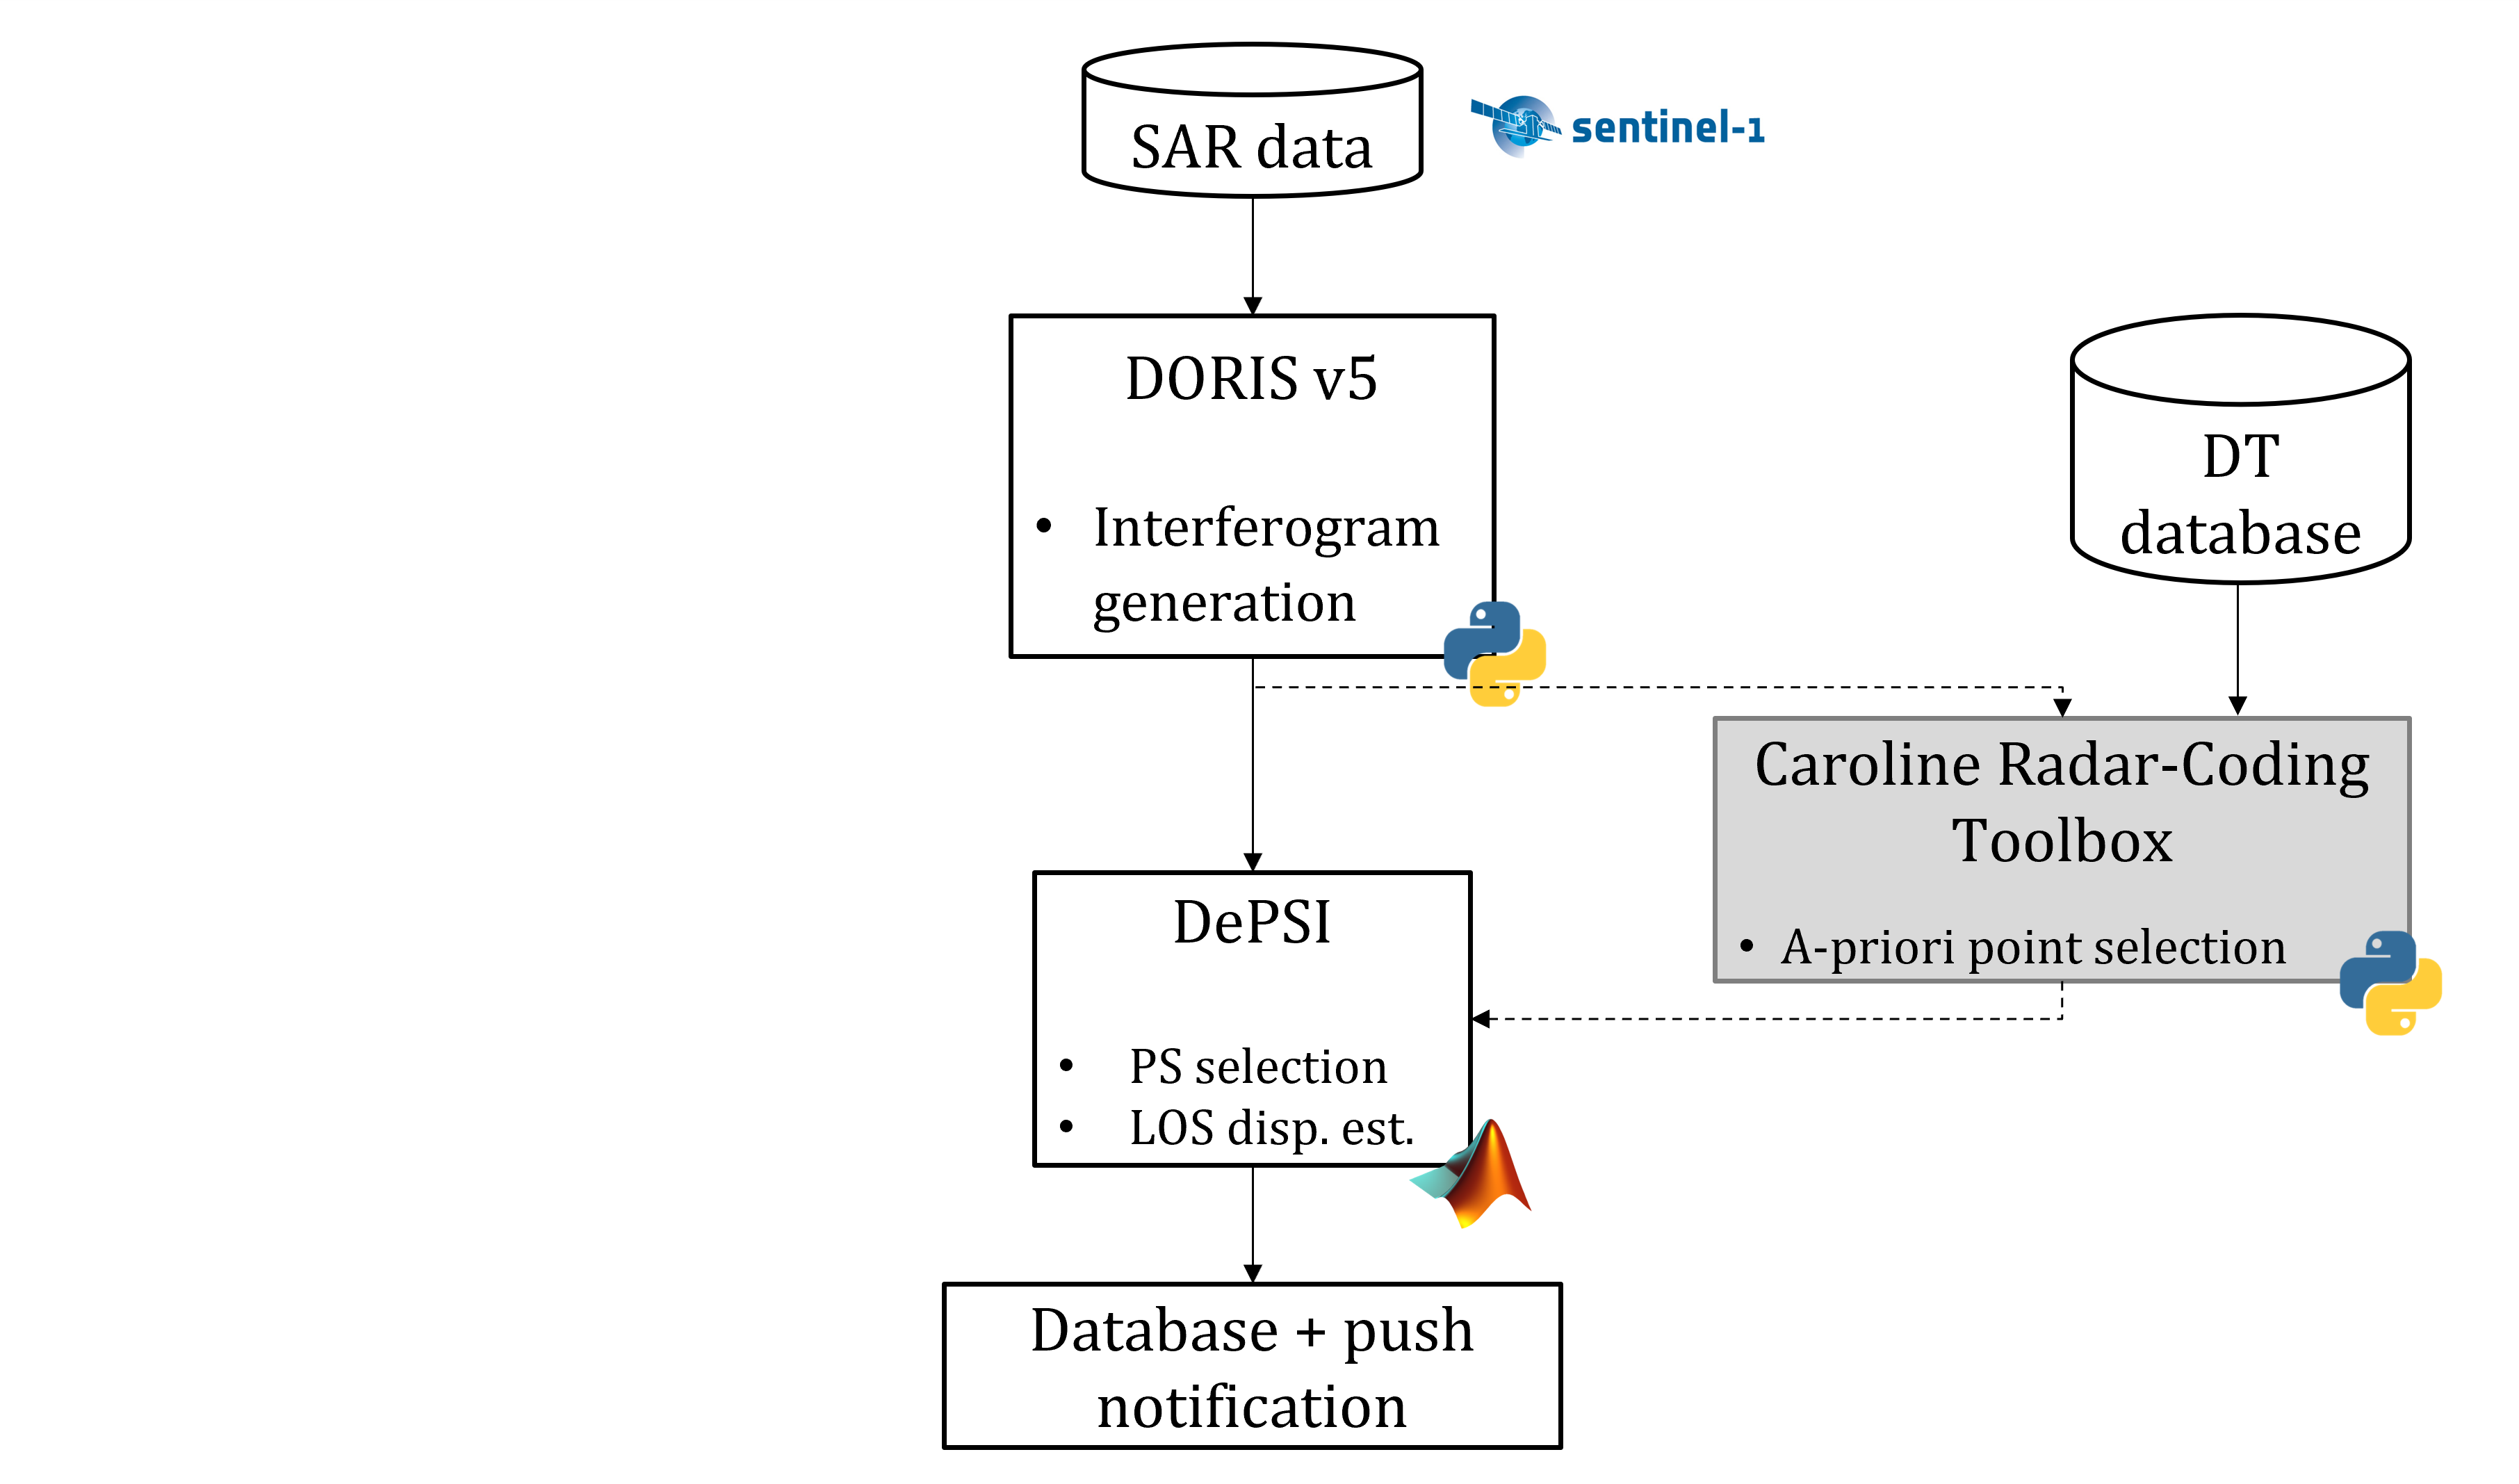 SAR data
sentinel-1
DORIS v5
• Interferogram
generation
DT
database
Caroline Radar-Coding
Toolbox
• A-priori point selection
DePSI
• PS selection
• LOS disp. est.
Database + push
notification